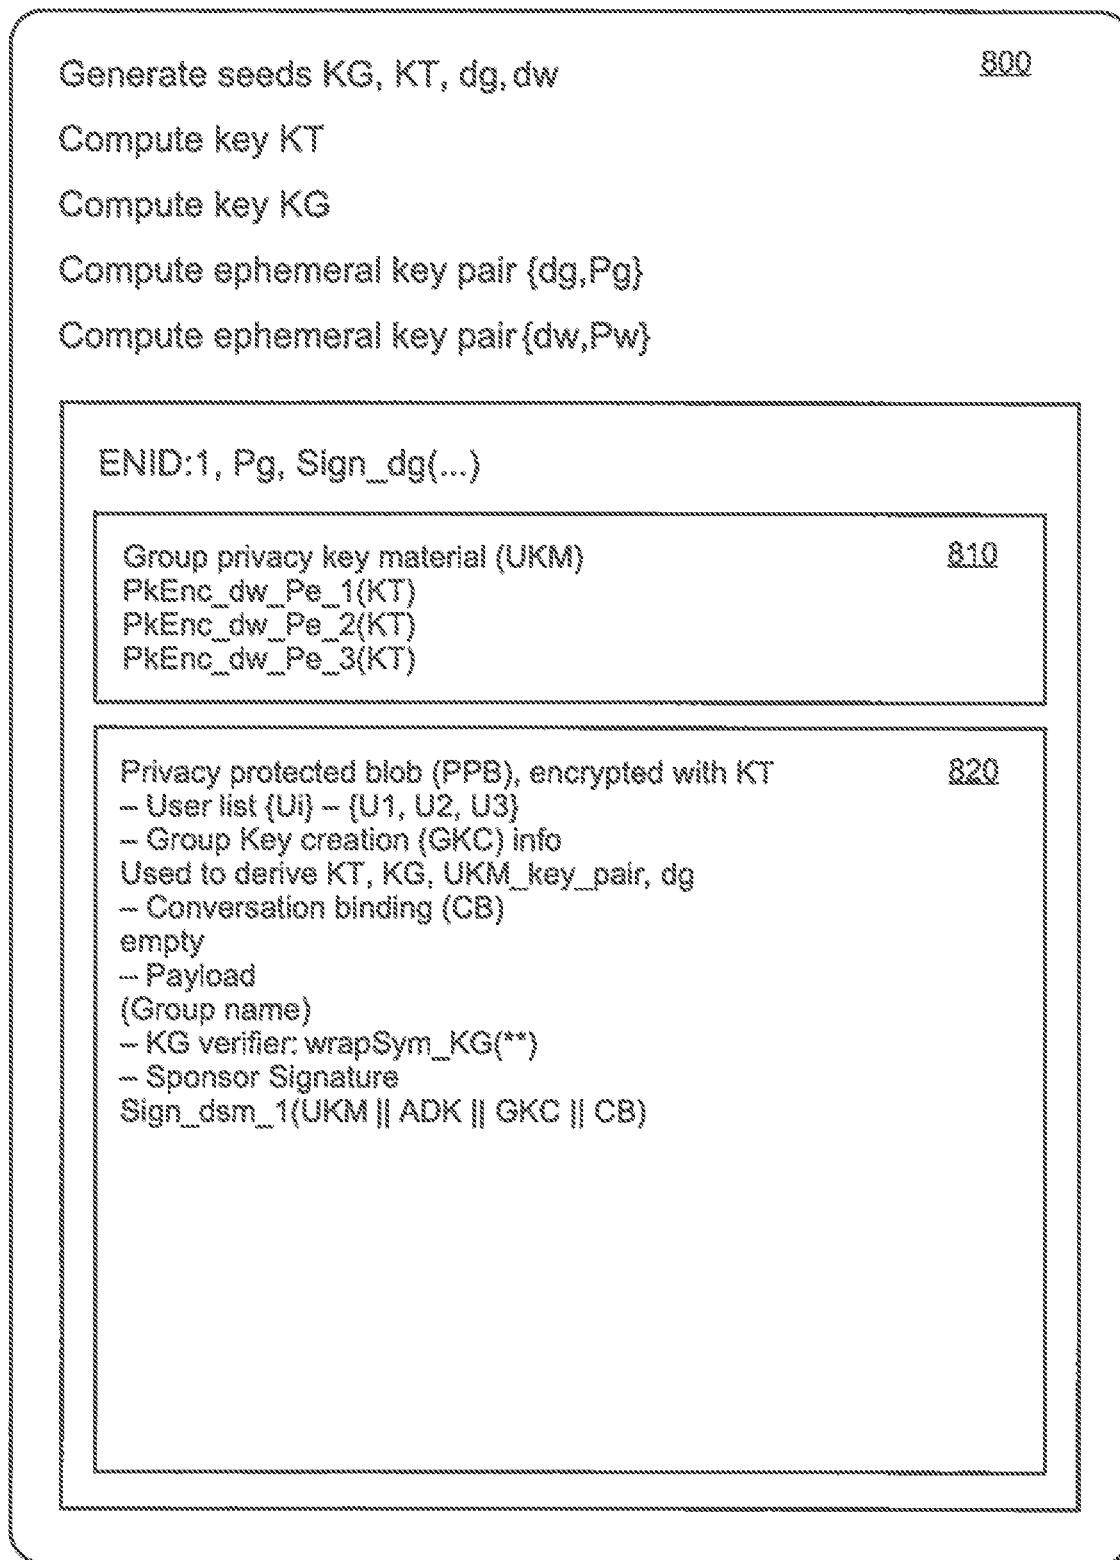 Generate seeds KG, KT, dg, dw 800
Compute key KT
Compute key KG
Compute ephemeral key pair {dg,Pg}
Compute ephemeral key pair {dw,Pw}
ENID:1, Pg, Sign_dg(...)
Group privacy key material (UKM) 810
PkEnc_dw_Pe_1(KT)
PkEnc_dw_Pe_2(KT)
PkEnc_dw_Pe_3(KT)
Privacy protected blob (PPB), encrypted with KT 820
– User list {Ui} – {U1, U2, U3}
– Group Key creation (GKC) info
Used to derive KT, KG, UKM_key_pair, dg
– Conversation binding (CB)
empty
– Payload
(Group name)
– KG verifier: wrapSym_KG(**)
– Sponsor Signature
Sign_dsm_1(UKM || ADK || GKC || CB)